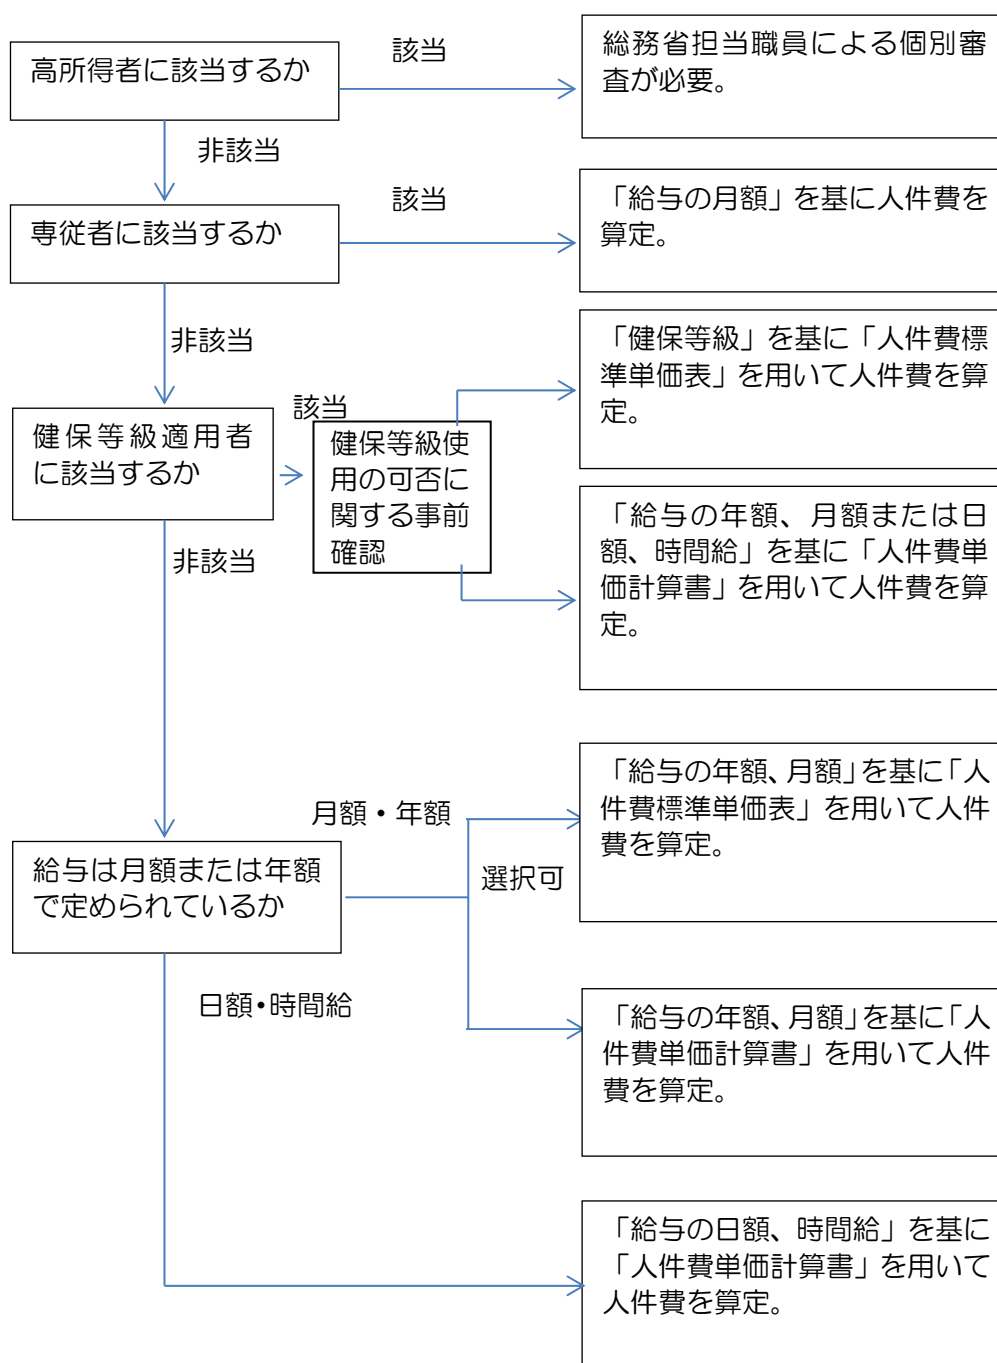 高所得者に該当するか
該当
総務省担当職員による個別審
査が必要。
非該当
専従者に該当するか
該当
「給与の月額」を基に人件費を
算定。
非該当
健保等級適用者
に該当するか
該当
健保等級使
用の可否に
関する事前
確認
「健保等級」を基に「人件費標
準単価表」を用いて人件費を算
定。
「給与の年額、月額または日
額、時間給」を基に「人件費単
価計算書」を用いて人件費を算
定。
非該当
給与は月額または年額
で定められているか
月額・年額
選択可
「給与の年額、月額」を基に「人
件費標準単価表」を用いて人件
費を算定。
「給与の年額、月額」を基に「人
件費単価計算書」を用いて人件
費を算定。
日額・時間給
「給与の日額、時間給」を基に
「人件費単価計算書」を用いて
人件費を算定。